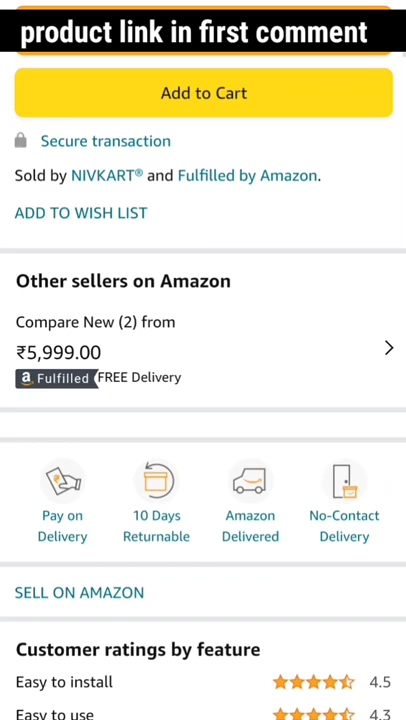 product link in first comment
Add to Cart
Secure transaction
Sold by NIVKART® and Fulfilled by Amazon.
ADD TO WISH LIST
Other sellers on Amazon
Compare New (2) from
₹5,999.00
a Fulfilled FREE Delivery
Pay on Delivery
10 Days Returnable
Amazon Delivered
No-Contact Delivery
SELL ON AMAZON
Customer ratings by feature
Easy to install 4.5
Easy to use 4.3